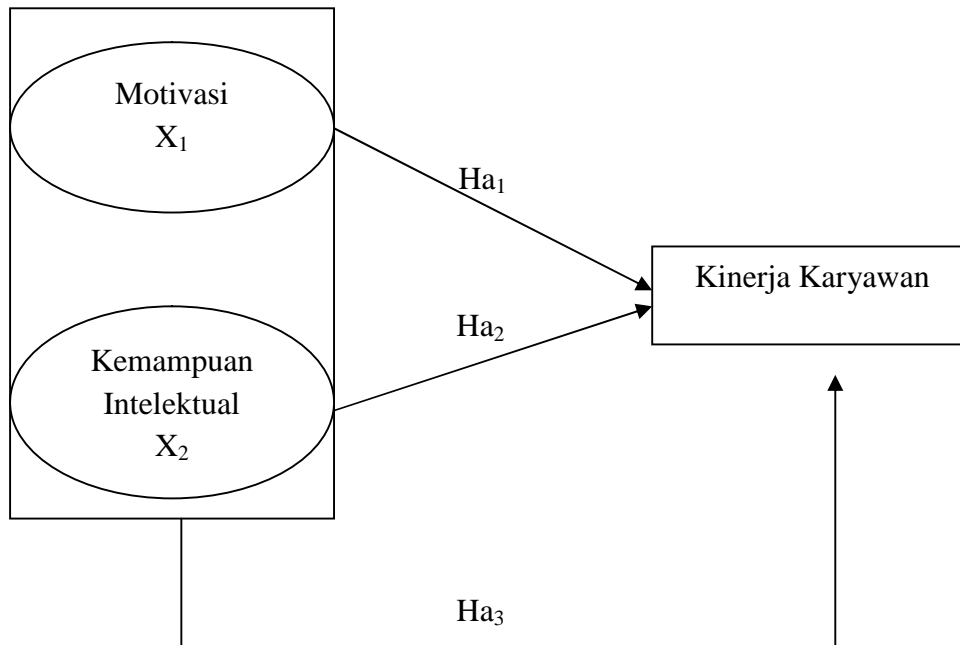 Motivasi
X₁
Ha₁
Kinerja Karyawan
Kemampuan
Intelektual
X₂
Ha₂
Ha₃